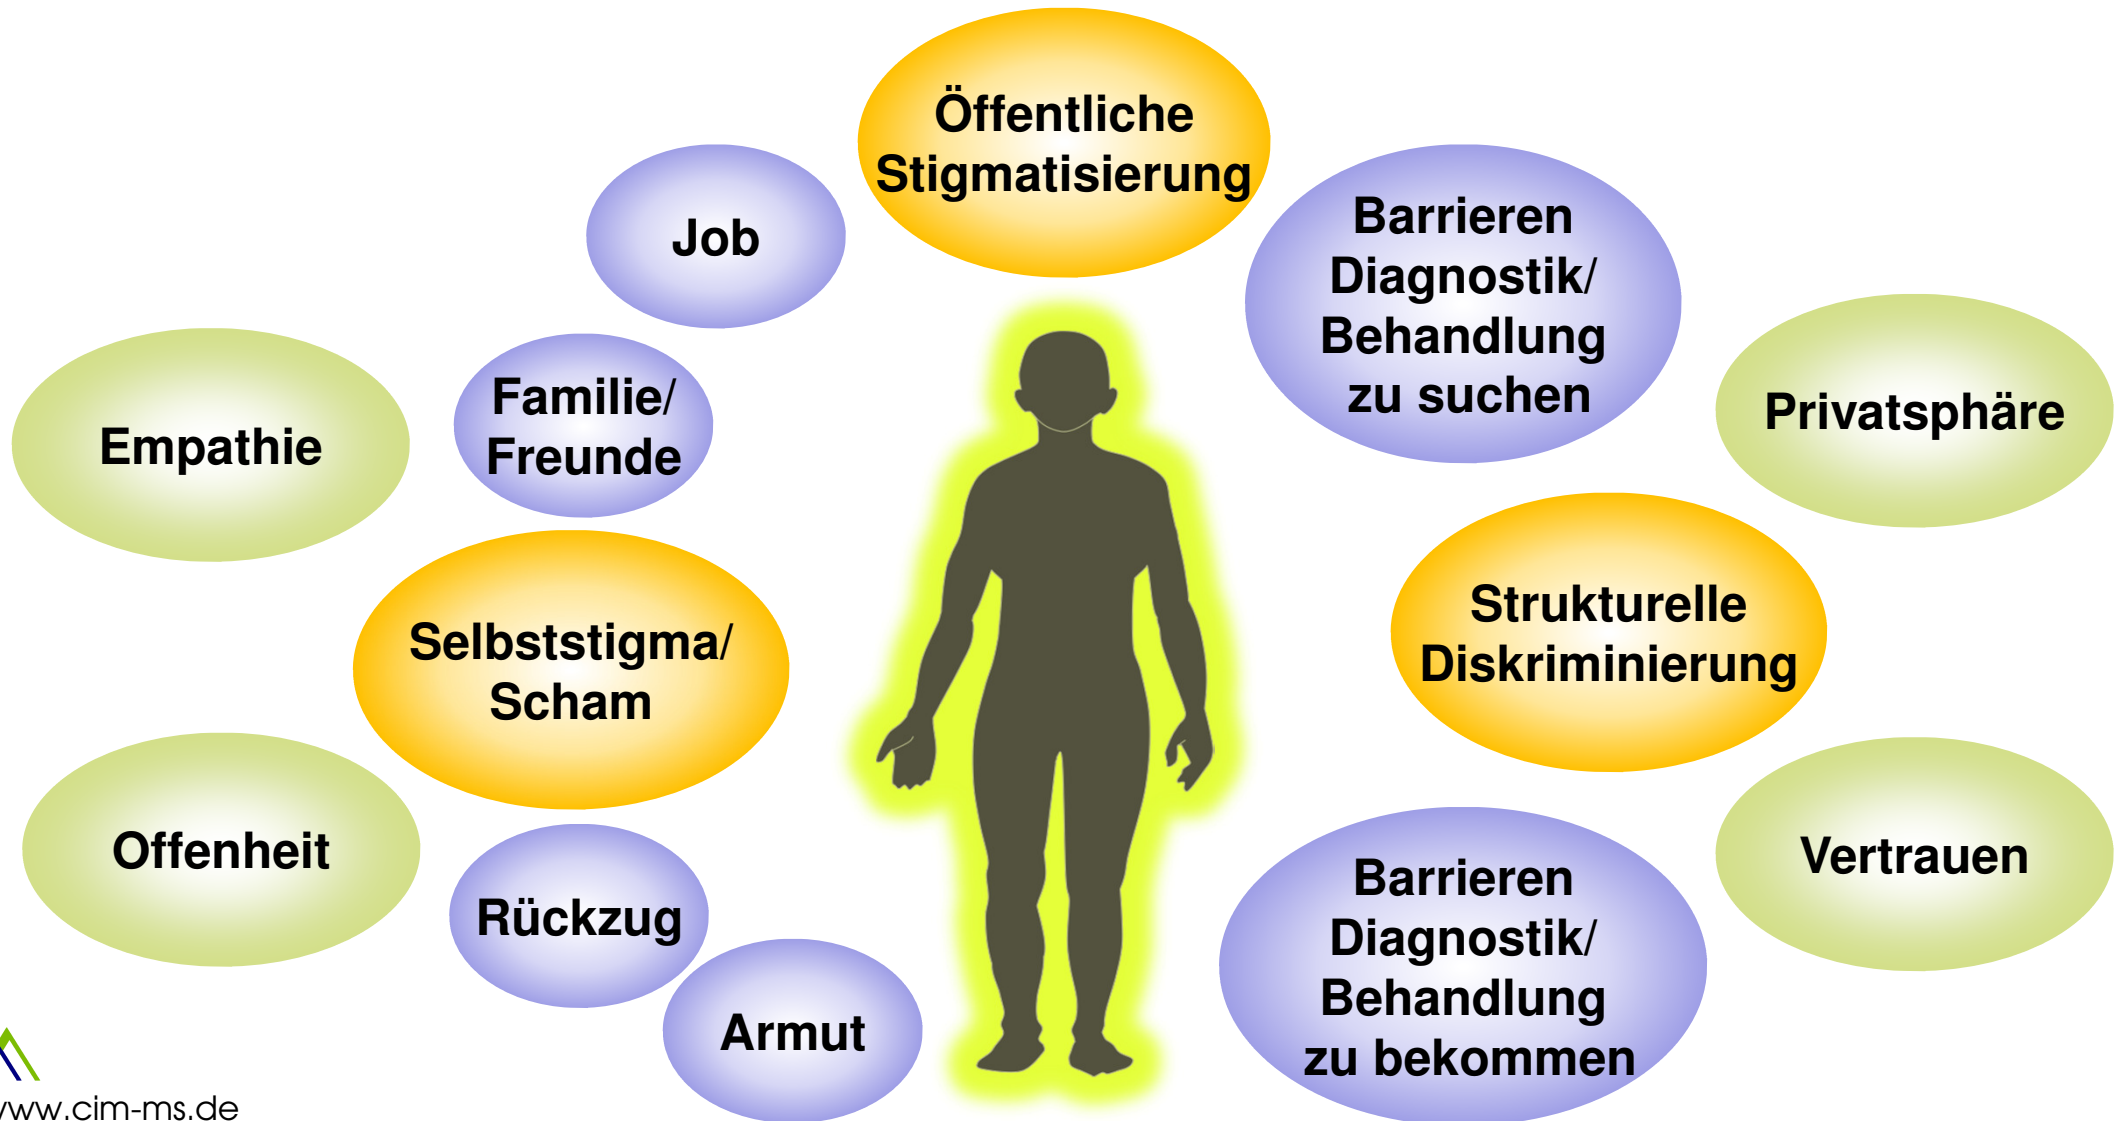 Öffentliche
Stigmatisierung
Job
Barrieren
Diagnostik/
Behandlung
zu suchen
Familie/
Freunde
Empathie
Privatsphäre
Selbststigma/
Scham
Strukturelle
Diskriminierung
Offenheit
Vertrauen
Rückzug
Barrieren
Diagnostik/
Behandlung
zu bekommen
Armut
www.cim-ms.de